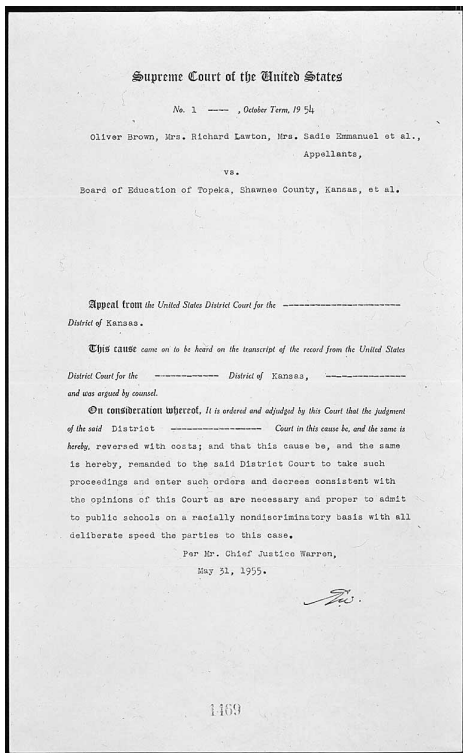 Supreme Court of the United States
No. 1 ---- , October Term, 19 54
Oliver Brown, Mrs. Richard Lawton, Mrs. Sadie Emmanuel et al.,
Appellants,
vs.
Board of Education of Topeka, Shawnee County, Kansas, et al.
Appeal from the United States District Court for the --------------------
District of Kansas.
This cause came on to be heard on the transcript of the record from the United States
District Court for the ----------- District of Kansas, --------------
and was argued by counsel.
On consideration whereof, It is ordered and adjudged by this Court that the judgment
of the said District ---------------- Court in this cause be, and the same is
hereby, reversed with costs; and that this cause be, and the same
is hereby, remanded to the said District Court to take such
proceedings and enter such orders and decrees consistent with
the opinions of this Court as are necessary and proper to admit
to public schools on a racially nondiscriminatory basis with all
deliberate speed the parties to this case.
Per Mr. Chief Justice Warren,
May 31, 1955.
1469